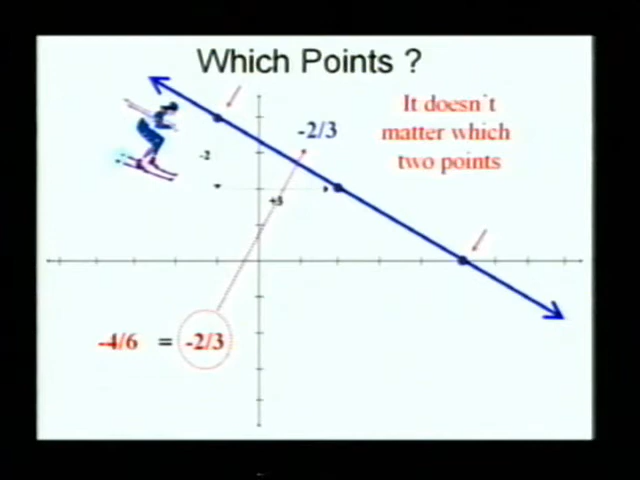 Which Points ?
It doesn`t
matter which
two points
-2/3
-2
+3
-4/6 = -2/3